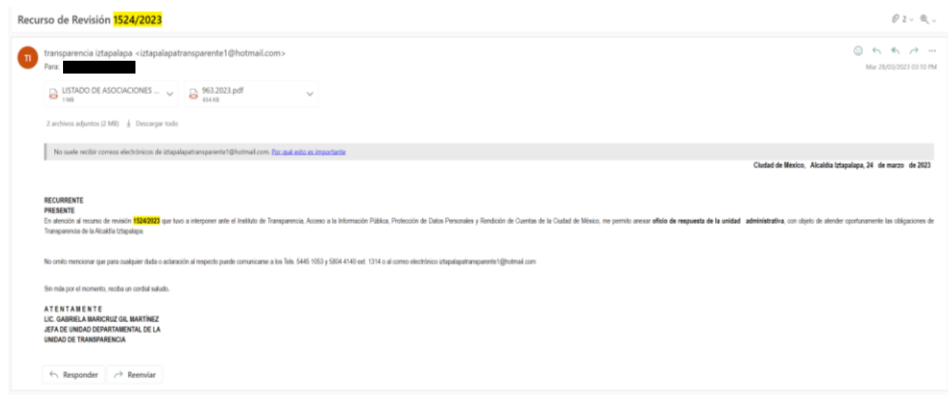 Recurso de Revisión 1524/2023
2
TI
transparencia iztapalapa <iztapalapatransparente1@hotmail.com>
Para:
Mar 28/03/2023 03:10 PM
LISTADO DE ASOCIACIONES ...
1 MB
963.2023.pdf
654 KB
2 archivos adjuntos (2 MB) Descargar todo
No suele recibir correos electrónicos de iztapalapatransparente1@hotmail.com. Por qué esto es importante
Ciudad de México, Alcaldía Iztapalapa, 24 de marzo de 2023
RECURRENTE
PRESENTE
En atención al recurso de revisión 1524/2023 que tuvo a interponer ante el Instituto de Transparencia, Acceso a la Información Pública, Protección de Datos Personales y Rendición de Cuentas de la Ciudad de México, me permito anexar oficio de respuesta de la unidad administrativa, con objeto de atender oportunamente las obligaciones de
Transparencia de la Alcaldía Iztapalapa.
No omito mencionar que para cualquier duda o aclaración al respecto puede comunicarse a los Tels. 5445 1053 y 5804 4140 ext. 1314 o al correo electrónico iztapalapatransparente1@hotmail.com
Sin más por el momento, reciba un cordial saludo.
A T E N T A M E N T E
LIC. GABRIELA MARICRUZ GIL MARTÍNEZ
JEFA DE UNIDAD DEPARTAMENTAL DE LA
UNIDAD DE TRANSPARENCIA
Responder Reenviar